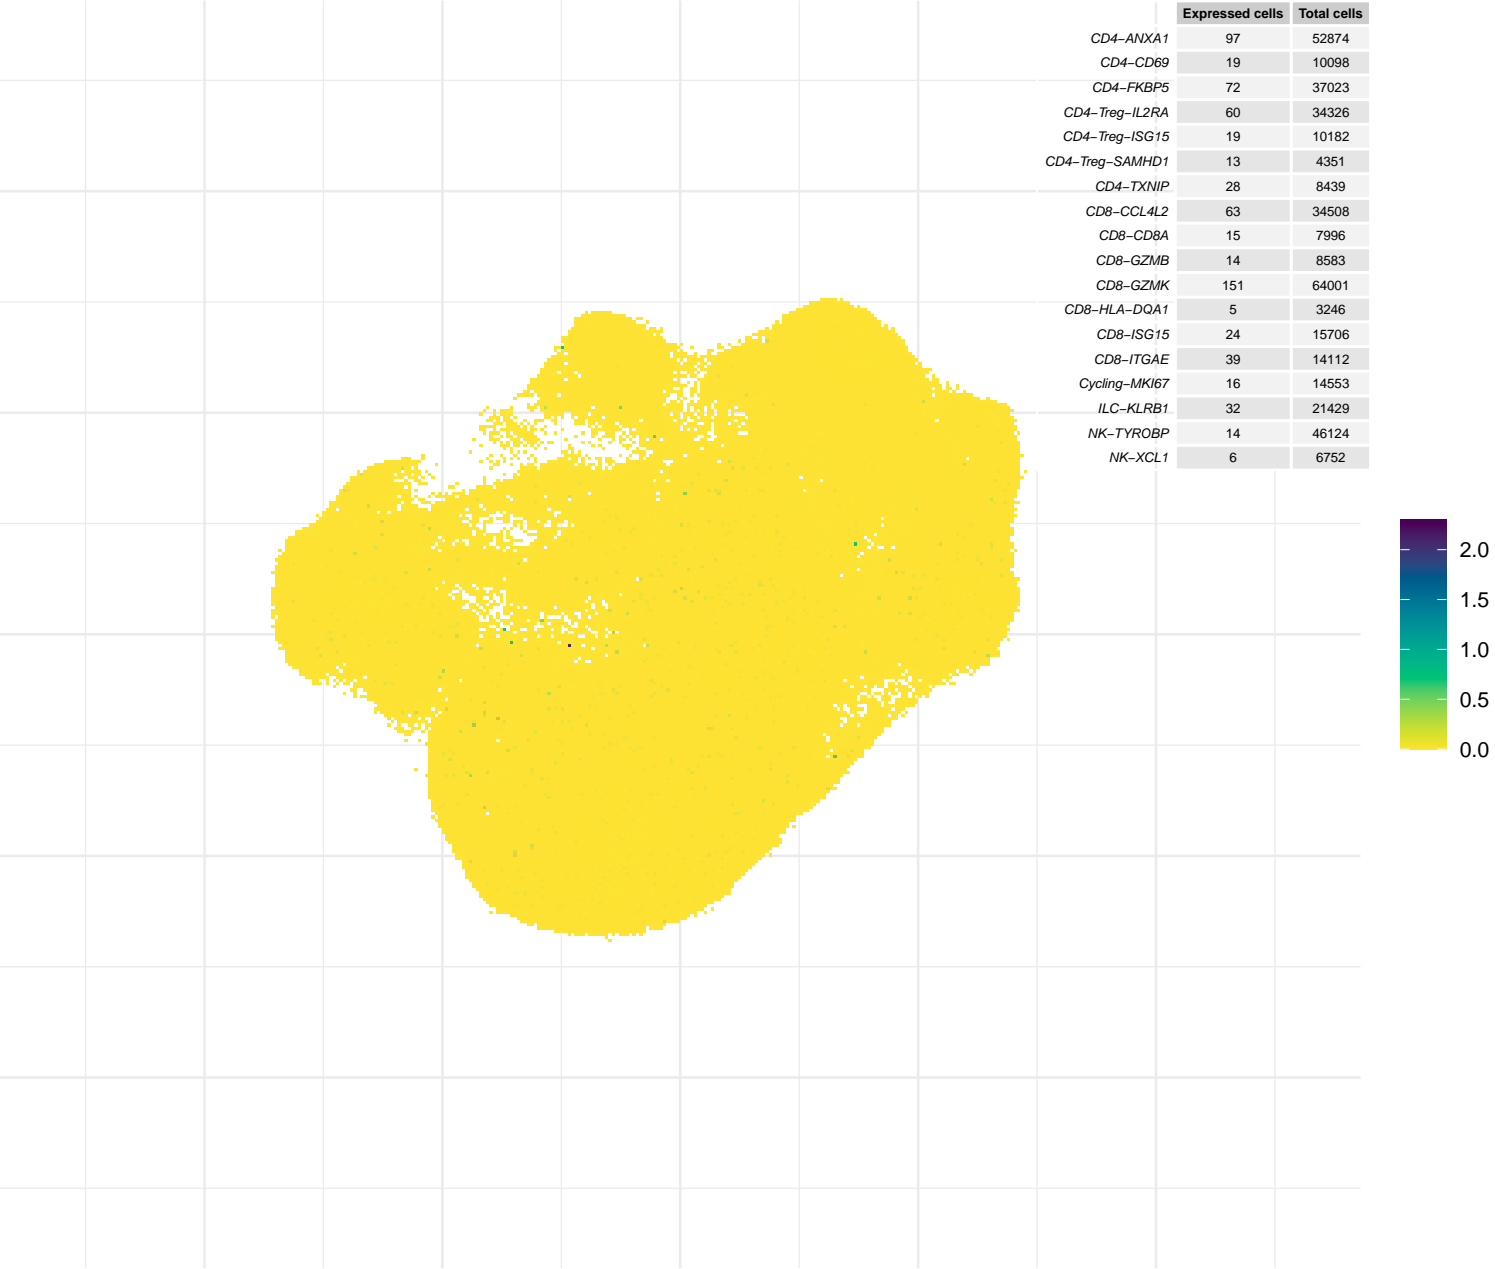 Expressed cells Total cells
CD4−ANXA1 97 52874
CD4−CD69 19 10098
CD4−FKBP5 72 37023
CD4−Treg−IL2RA 60 34326
CD4−Treg−ISG15 19 10182
CD4−Treg−SAMHD1 13 4351
CD4−TXNIP 28 8439
CD8−CCL4L2 63 34508
CD8−CD8A 15 7996
CD8−GZMB 14 8583
CD8−GZMK 151 64001
CD8−HLA−DQA1 5 3246
CD8−ISG15 24 15706
CD8−ITGAE 39 14112
Cycling−MKI67 16 14553
ILC−KLRB1 32 21429
NK−TYROBP 14 46124
NK−XCL1 6 6752
2.0
1.5
1.0
0.5
0.0